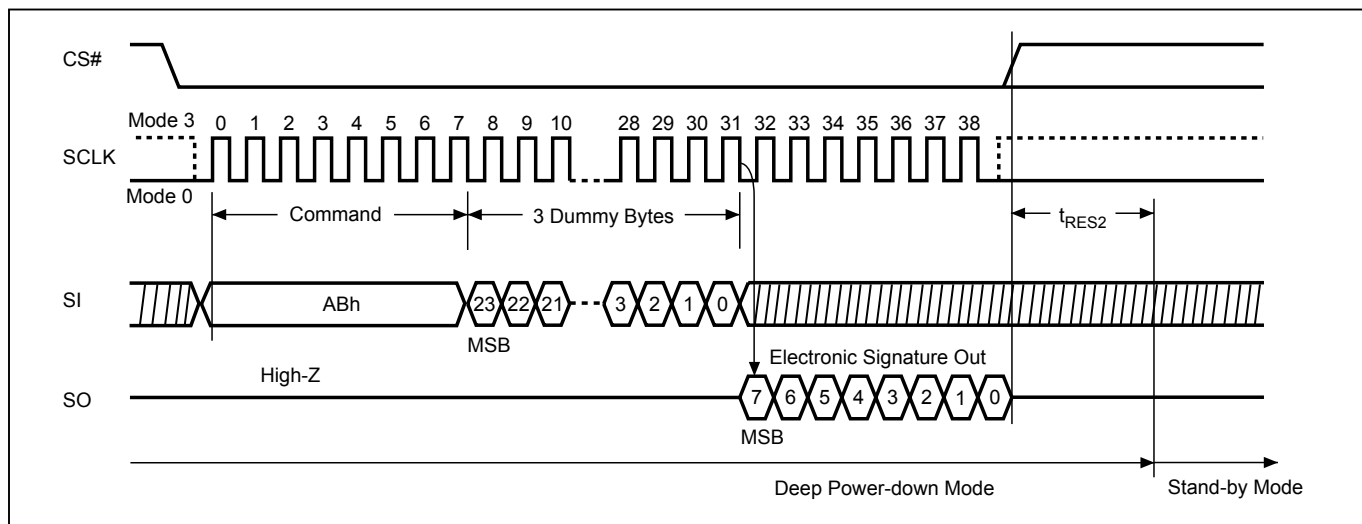 CS#
Mode 3 0 1 2 3 4 5 6 7 8 9 10 28 29 30 31 32 33 34 35 36 37 38
SCLK
Mode 0
Command 3 Dummy Bytes tRES2
SI ABh 23 22 21 3 2 1 0
MSB
Electronic Signature Out
High-Z
SO 7 6 5 4 3 2 1 0
MSB
Deep Power-down Mode Stand-by Mode